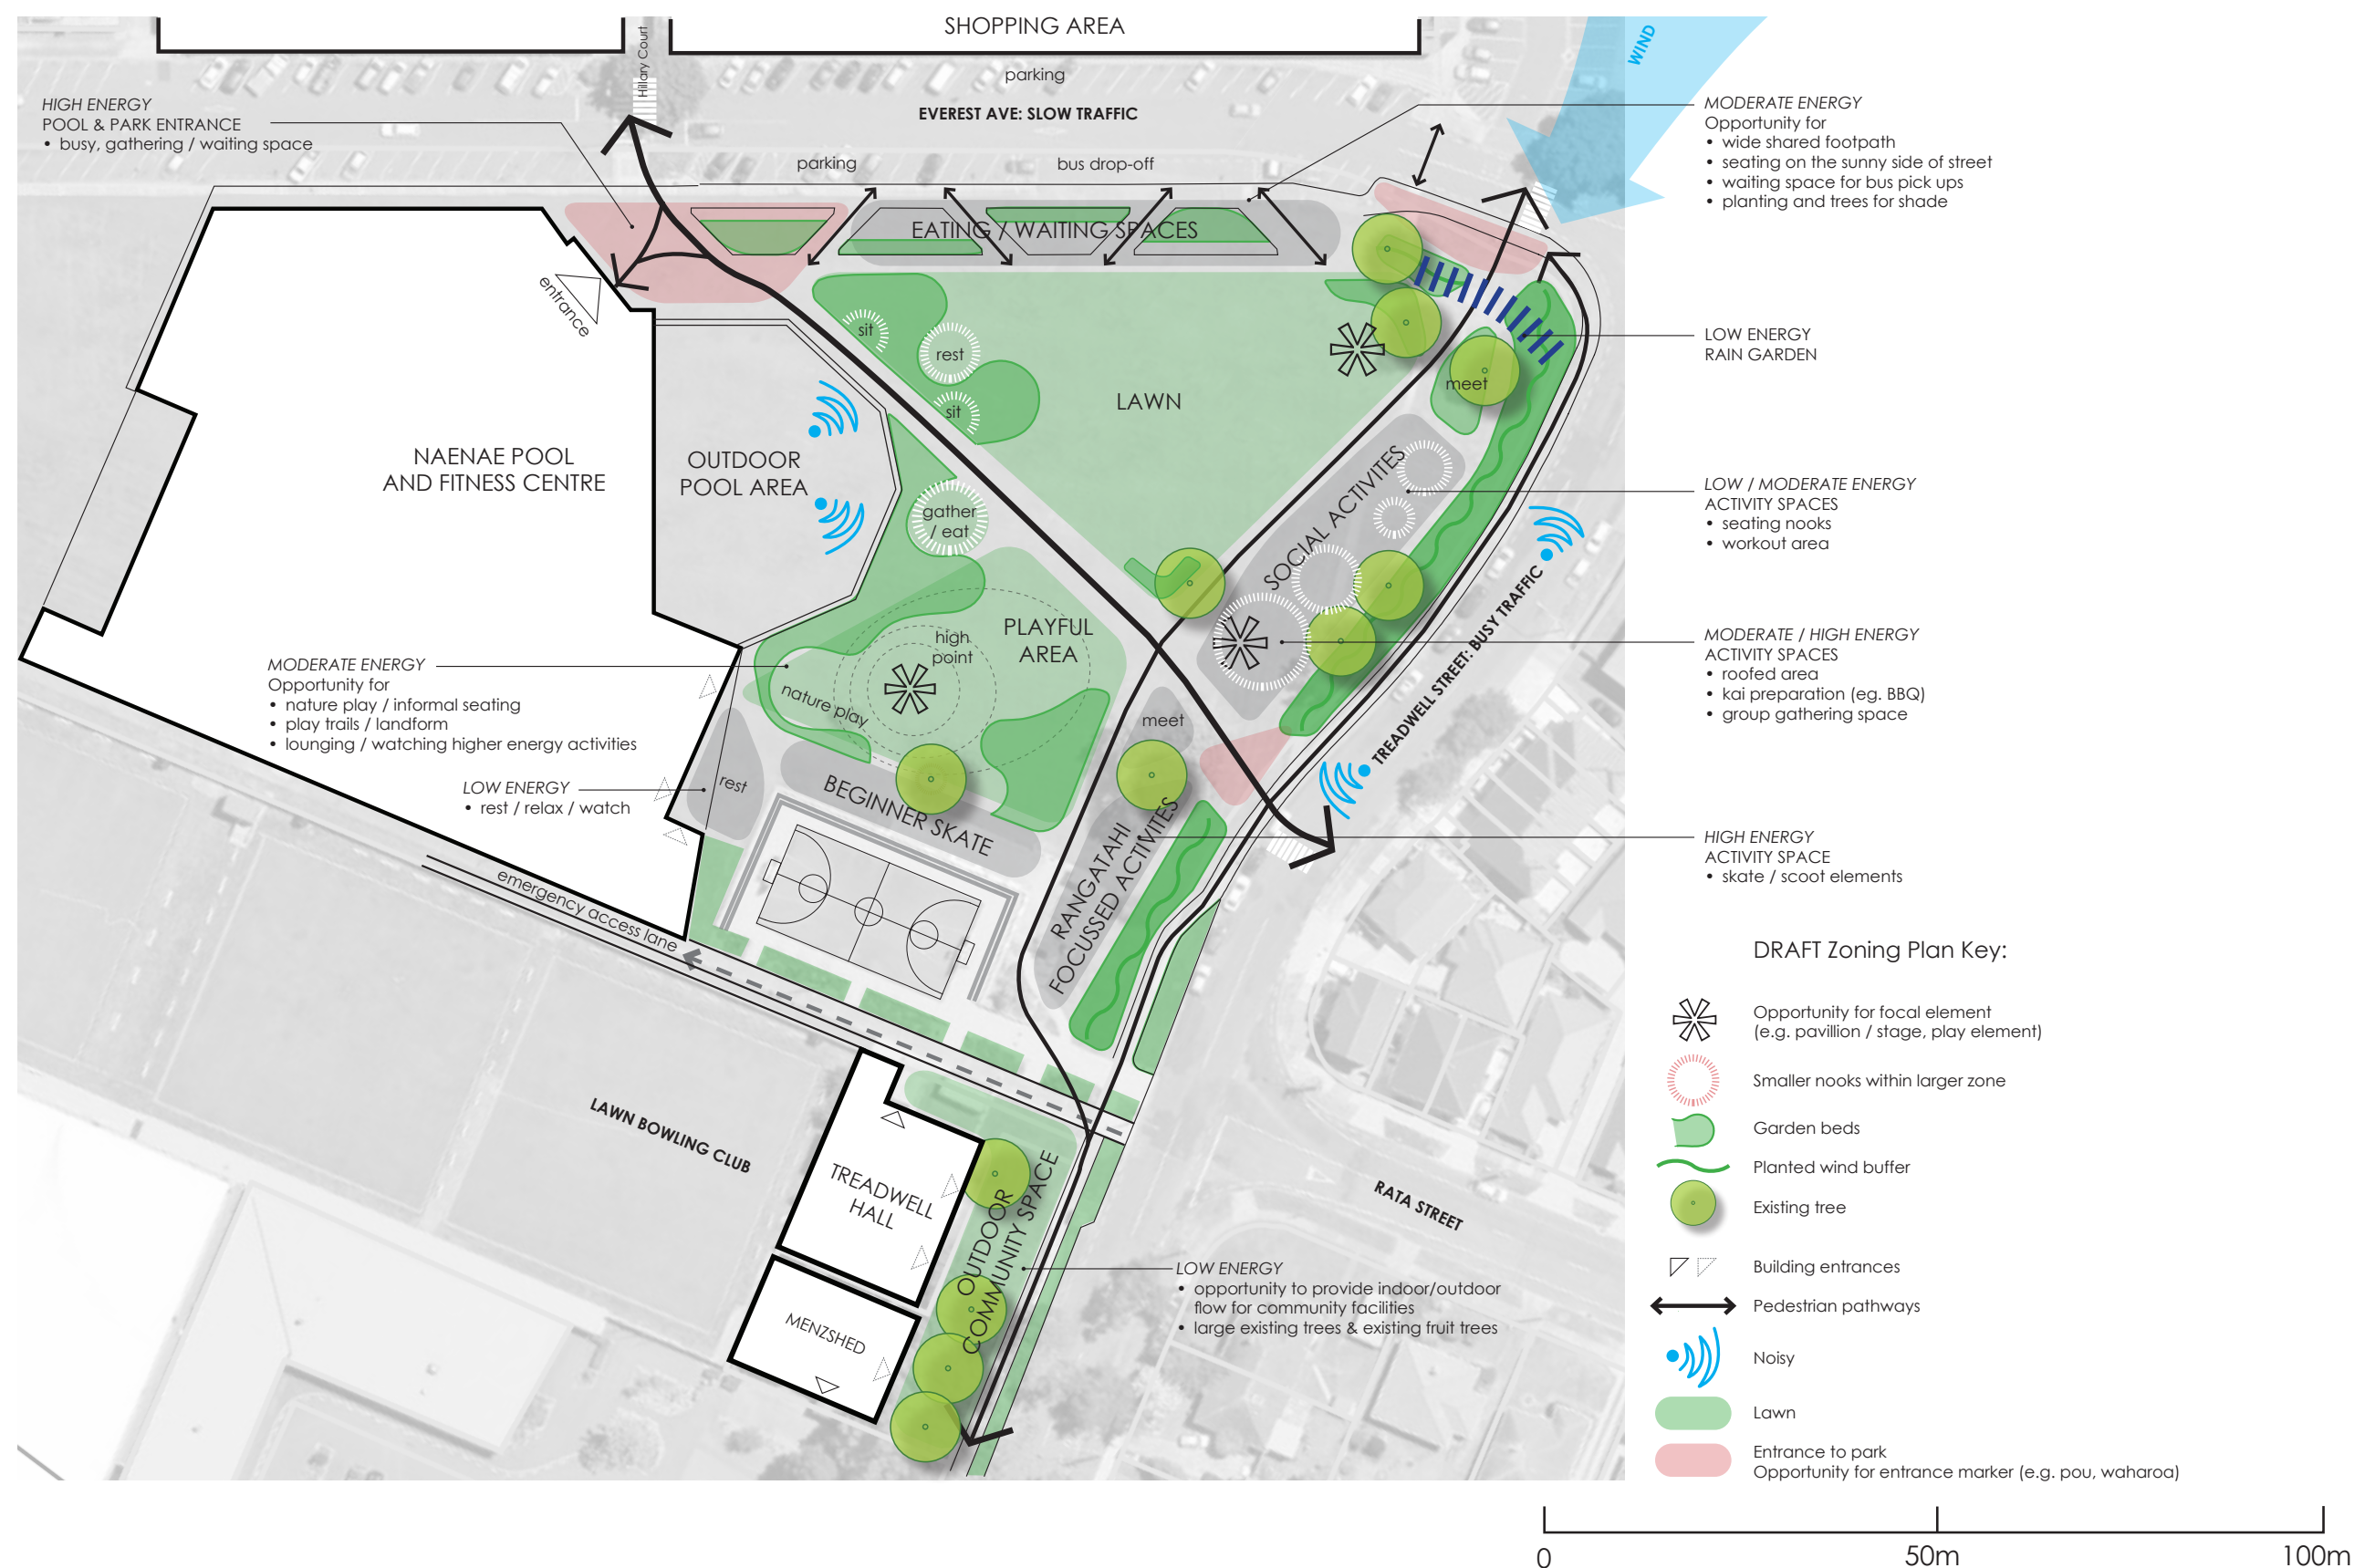 SHOPPING AREA
Hillary Court
parking
WIND
EVEREST AVE: SLOW TRAFFIC
HIGH ENERGY
POOL & PARK ENTRANCE
• busy, gathering / waiting space
parking
bus drop-off
MODERATE ENERGY
Opportunity for
• wide shared footpath
• seating on the sunny side of street
• waiting space for bus pick ups
• planting and trees for shade
EATING / WAITING SPACES
entrance
sit
rest
sit
LAWN
meet
LOW ENERGY
RAIN GARDEN
NAENAE POOL
AND FITNESS CENTRE
OUTDOOR
POOL AREA
gather
/ eat
SOCIAL ACTIVITES
LOW / MODERATE ENERGY
ACTIVITY SPACES
• seating nooks
• workout area
TREADWELL STREET: BUSY TRAFFIC
MODERATE / HIGH ENERGY
ACTIVITY SPACES
• roofed area
• kai preparation (eg. BBQ)
• group gathering space
high
point
PLAYFUL
AREA
nature play
MODERATE ENERGY
Opportunity for
• nature play / informal seating
• play trails / landform
• lounging / watching higher energy activities
meet
LOW ENERGY
• rest / relax / watch
rest
BEGINNER SKATE
RANGATAHI
FOCUSSED ACTIVITES
HIGH ENERGY
ACTIVITY SPACE
• skate / scoot elements
emergency access lane
LAWN BOWLING CLUB
TREADWELL
HALL
MENZSHED
OUTDOOR
COMMUNITY SPACE
RATA STREET
LOW ENERGY
• opportunity to provide indoor/outdoor
flow for community facilities
• large existing trees & existing fruit trees
DRAFT Zoning Plan Key:
Opportunity for focal element
(e.g. pavillion / stage, play element)
Smaller nooks within larger zone
Garden beds
Planted wind buffer
Existing tree
Building entrances
Pedestrian pathways
Noisy
Lawn
Entrance to park
Opportunity for entrance marker (e.g. pou, waharoa)
0
50m
100m